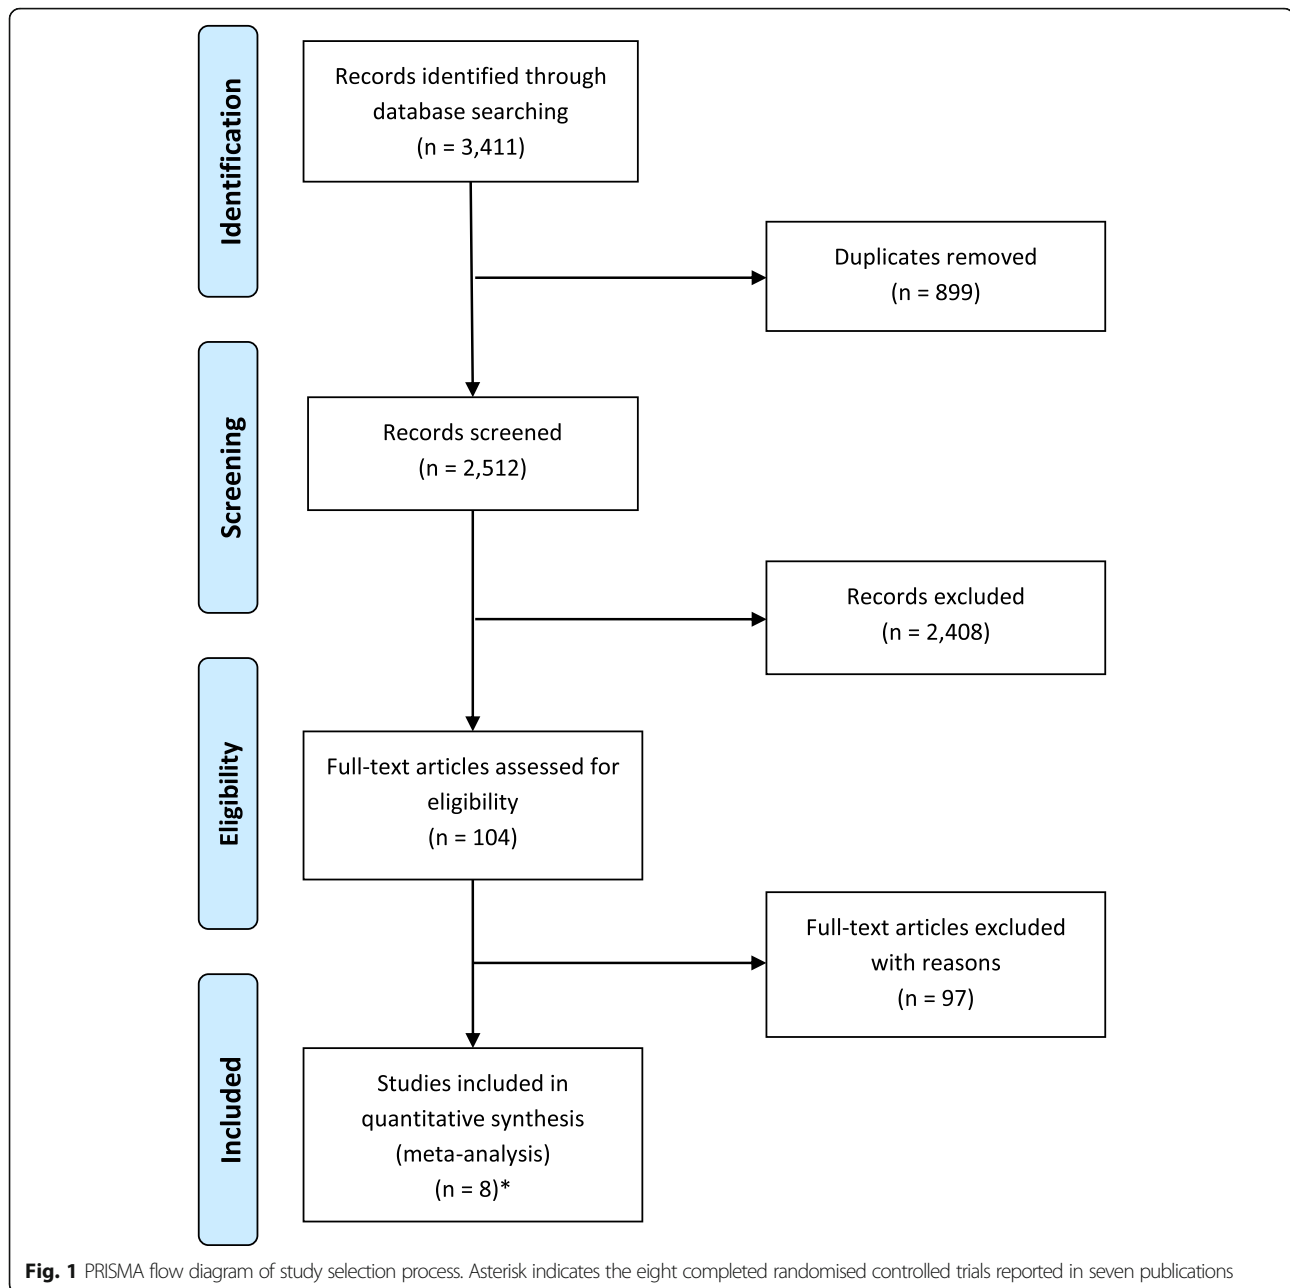 Identification
Records identified through
database searching
(n = 3,411)
Duplicates removed
(n = 899)
Screening
Records screened
(n = 2,512)
Records excluded
(n = 2,408)
Eligibility
Full-text articles assessed for
eligibility
(n = 104)
Full-text articles excluded
with reasons
(n = 97)
Included
Studies included in
quantitative synthesis
(meta-analysis)
(n = 8)*
Fig. 1 PRISMA flow diagram of study selection process. Asterisk indicates the eight completed randomised controlled trials reported in seven publications